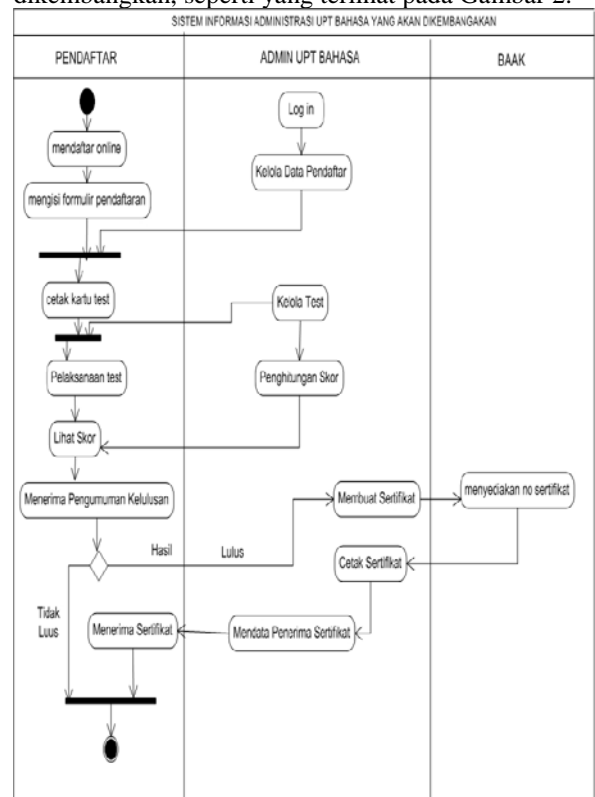 dikembangkan, seperti yang terlihat pada Gambar 2.
SISTEM INFORMASI ADMINISTRASI UPT BAHASA YANG AKAN DIKEMBANGAKAN
PENDAFTAR
ADMIN UPT BAHASA
BAAK
Log in
mendaftar online
Kelola Data Pendaftar
mengisi formulir pendaftaran
cetak kartu test
Kelola Test
Pelaksanaan test
Penghitungan Skor
Lihat Skor
Menerima Pengumuman Kelulusan
Membuat Sertifikat
menyediakan no sertifikat
Hasil
Lulus
Cetak Sertifikat
Tidak
Luus
Menerima Sertifikat
Mendata Penerima Sertifikat